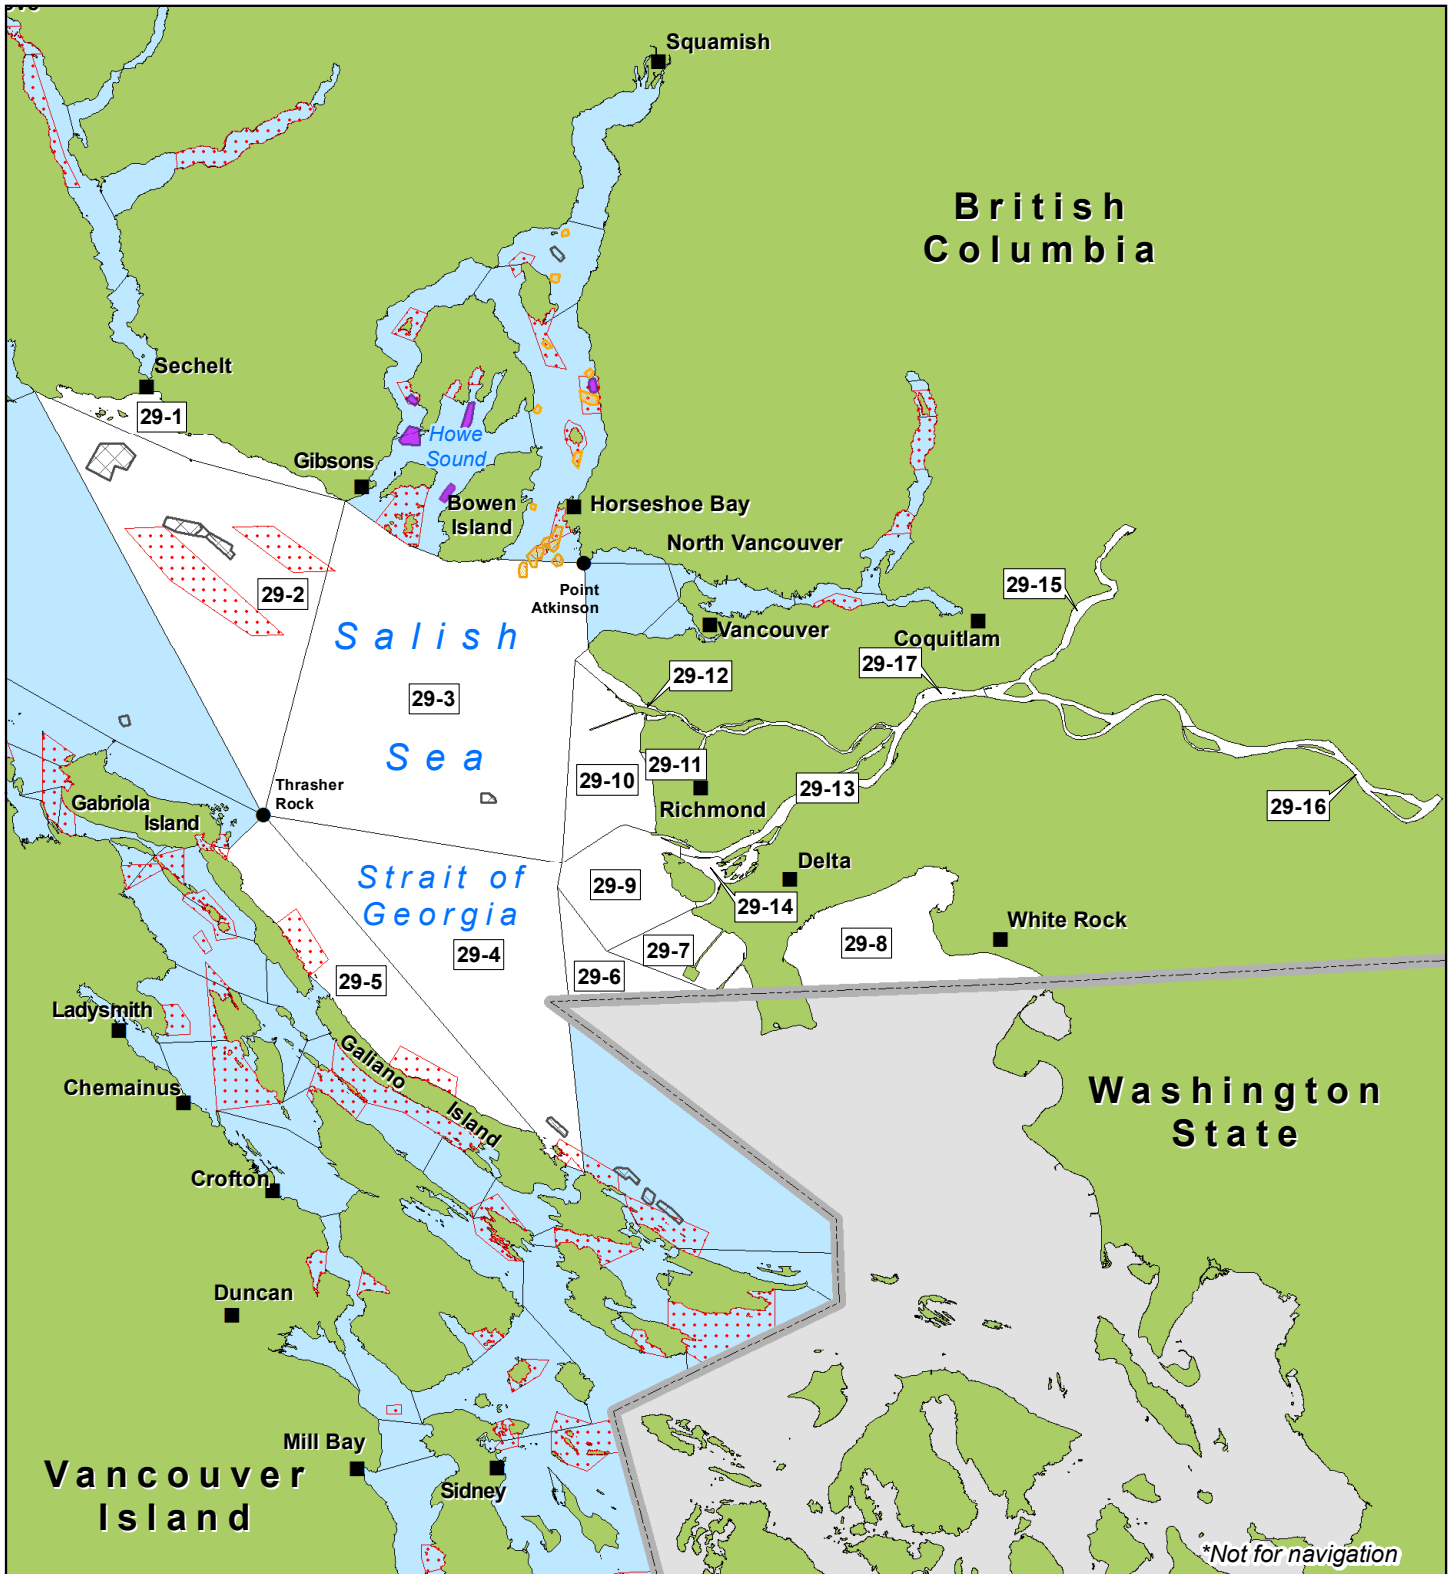 Squamish
British
Columbia
Sechelt
29-1
Gibsons
Howe
Sound
Bowen
Island
Horseshoe Bay
North Vancouver
Point
Atkinson
Vancouver
Coquitlam
29-15
29-17
29-2
Salish
29-3
Sea
29-12
29-11
29-10
Richmond
29-13
29-16
Thrasher
Rock
Gabriola
Island
Strait of
Georgia
29-9
Delta
29-14
29-4
29-7
29-8
White Rock
29-6
29-5
Ladysmith
Chemainus
Galiano
Island
Washington
State
Crofton
Duncan
Mill Bay
Sidney
Vancouver
Island
*Not for navigation